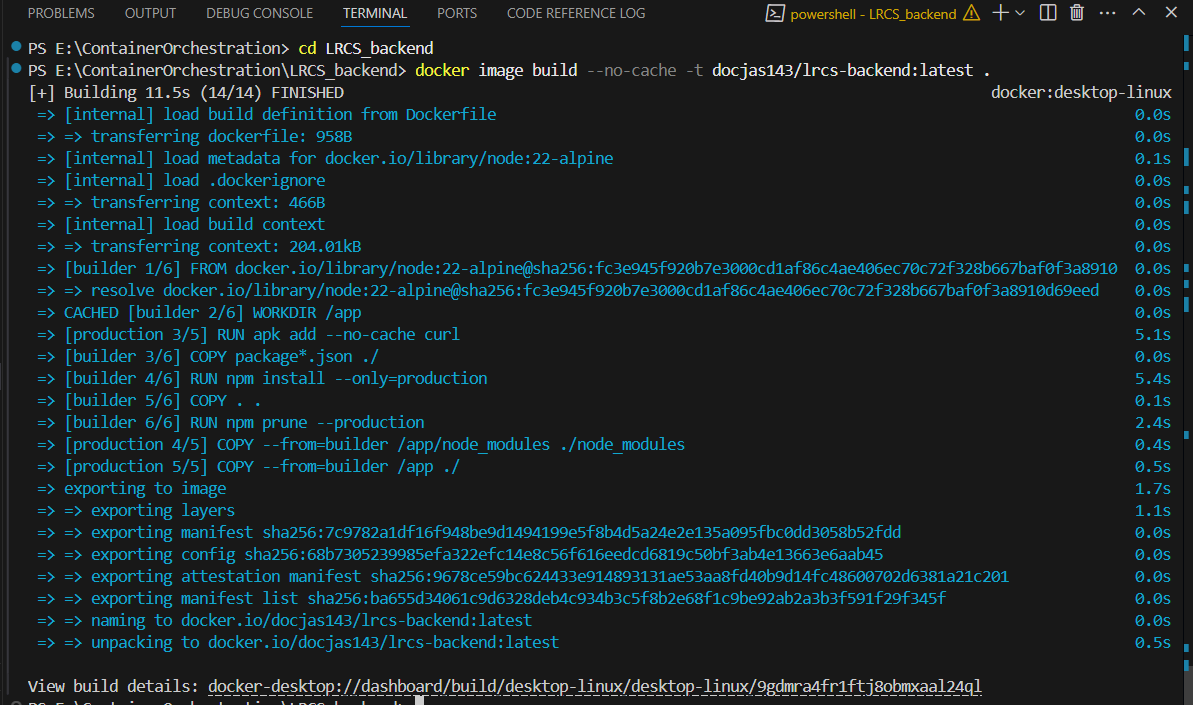 PROBLEMS OUTPUT DEBUG CONSOLE TERMINAL PORTS CODE REFERENCE LOG powershell - LRCS_backend
PS E:\ContainerOrchestration> cd LRCS_backend
PS E:\ContainerOrchestration\LRCS_backend> docker image build --no-cache -t docjas143/lrcs-backend:latest .
[+] Building 11.5s (14/14) FINISHED docker:desktop-linux
=> [internal] load build definition from Dockerfile 0.0s
=> => transferring dockerfile: 958B 0.0s
=> [internal] load metadata for docker.io/library/node:22-alpine 0.1s
=> [internal] load .dockerignore 0.0s
=> => transferring context: 466B 0.0s
=> [internal] load build context 0.0s
=> => transferring context: 204.01kB 0.0s
=> [builder 1/6] FROM docker.io/library/node:22-alpine@sha256:fc3e945f920b7e3000cd1af86c4ae406ec70c72f328b667baf0f3a8910 0.0s
=> => resolve docker.io/library/node:22-alpine@sha256:fc3e945f920b7e3000cd1af86c4ae406ec70c72f328b667baf0f3a8910d69eed 0.0s
=> CACHED [builder 2/6] WORKDIR /app 0.0s
=> [production 3/5] RUN apk add --no-cache curl 5.1s
=> [builder 3/6] COPY package*.json ./ 0.0s
=> [builder 4/6] RUN npm install --only=production 5.4s
=> [builder 5/6] COPY . . 0.1s
=> [builder 6/6] RUN npm prune --production 2.4s
=> [production 4/5] COPY --from=builder /app/node_modules ./node_modules 0.4s
=> [production 5/5] COPY --from=builder /app ./ 0.5s
=> exporting to image 1.7s
=> => exporting layers 1.1s
=> => exporting manifest sha256:7c9782a1df16f948be9d1494199e5f8b4d5a24e2e135a095fbc0dd3058b52fdd 0.0s
=> => exporting config sha256:68b7305239985efa322efc14e8c56f616eedcd6819c50bf3ab4e13663e6aab45 0.0s
=> => exporting attestation manifest sha256:9678ce59bc624433e914893131ae53aa8fd40b9d14fc48600702d6381a21c201 0.0s
=> => exporting manifest list sha256:ba655d34061c9d6328deb4c934b3c5f8b2e68f1c9be92ab2a3b3f591f29f345f 0.0s
=> => naming to docker.io/docjas143/lrcs-backend:latest 0.0s
=> => unpacking to docker.io/docjas143/lrcs-backend:latest 0.5s
View build details: docker-desktop://dashboard/build/desktop-linux/desktop-linux/9gdmra4fr1ftj8obmxaal24ql
PS E:\ContainerOrchestration\LRCS_backend>